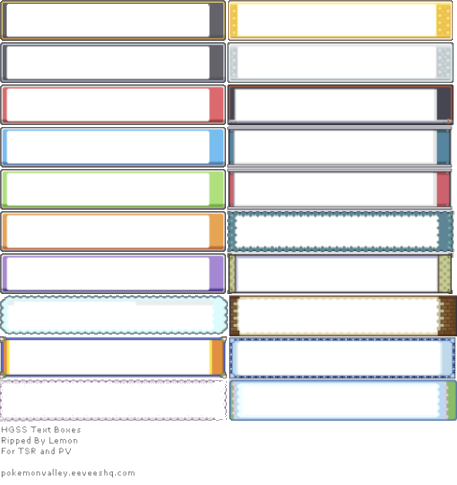 HGSS Text Boxes
Ripped By Lemon
For TSR and PV
pokemonvalley.eeveeshq.com